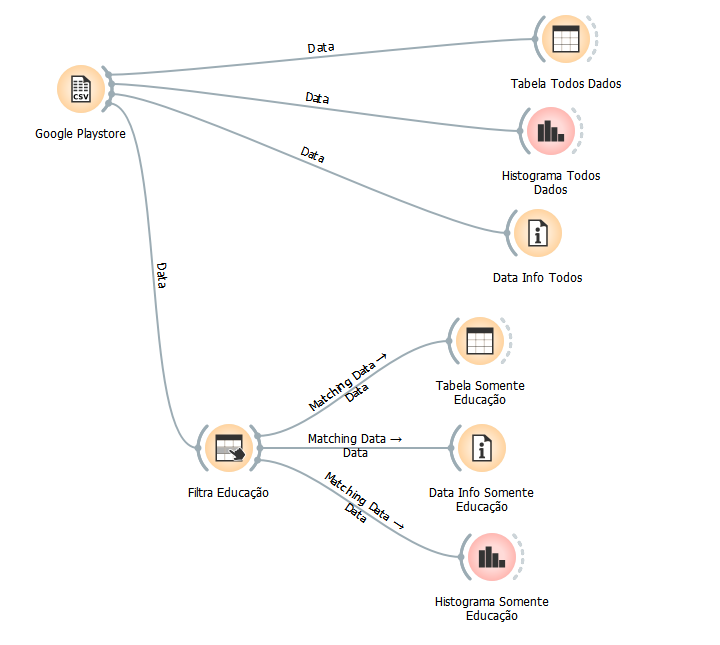 Data
Tabela Todos Dados
CSV
Google Playstore
Data
Histograma Todos
Dados
Data
Data Info Todos
Data
Matching Data →
Data
Tabela Somente
Educação
Filtra Educação
Matching Data →
Data
Data Info Somente
Educação
Matching Data →
Data
Histograma Somente
Educação